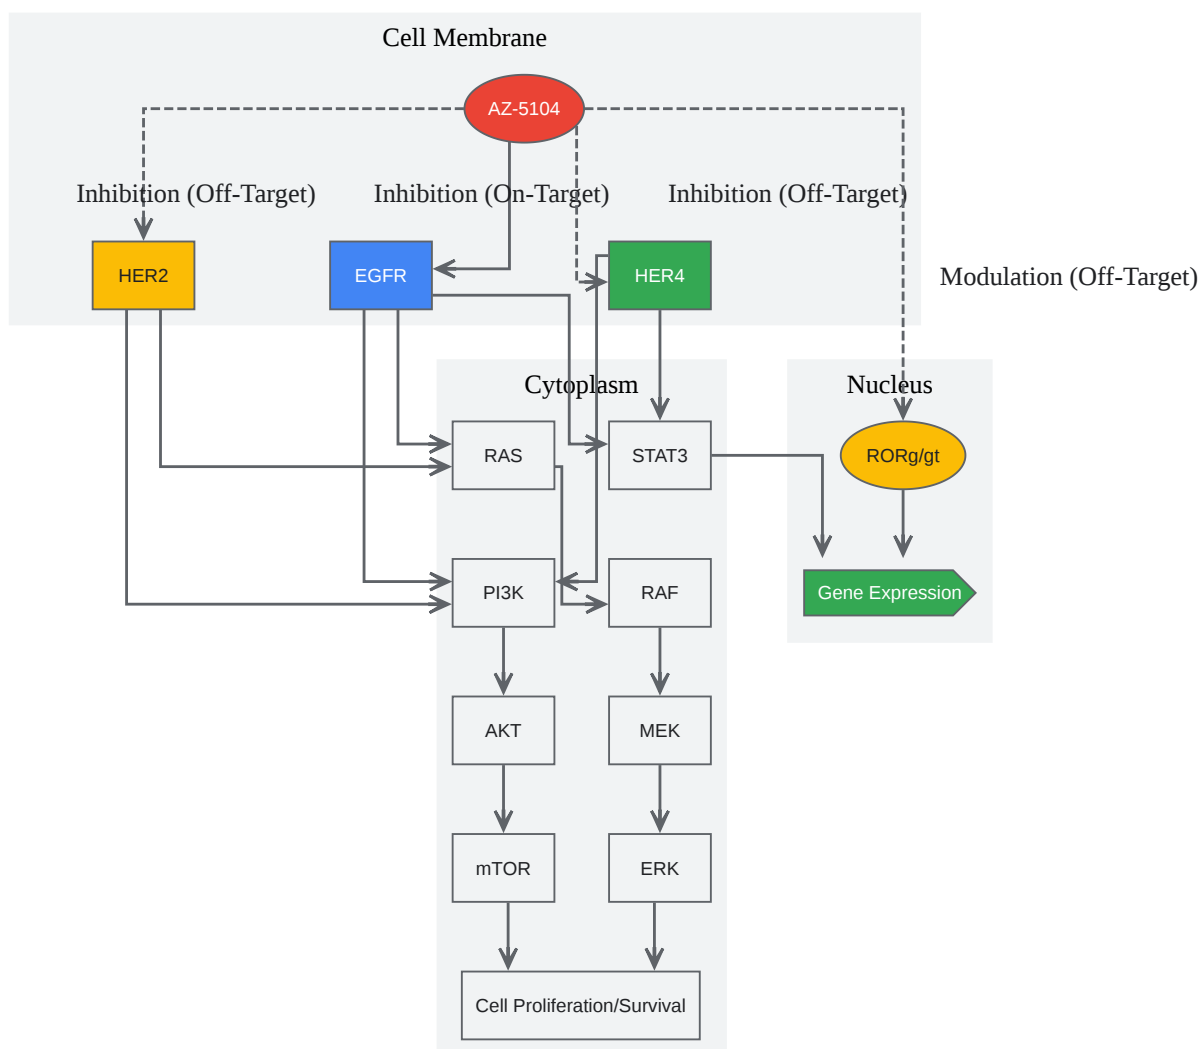 Cell Membrane
AZ-5104
Inhibition (Off-Target)
Inhibition (On-Target)
Inhibition (Off-Target)
HER2
EGFR
HER4
Modulation (Off-Target)
Cytoplasm
Nucleus
RAS
STAT3
RORg/gt
PI3K
RAF
Gene Expression
AKT
MEK
mTOR
ERK
Cell Proliferation/Survival